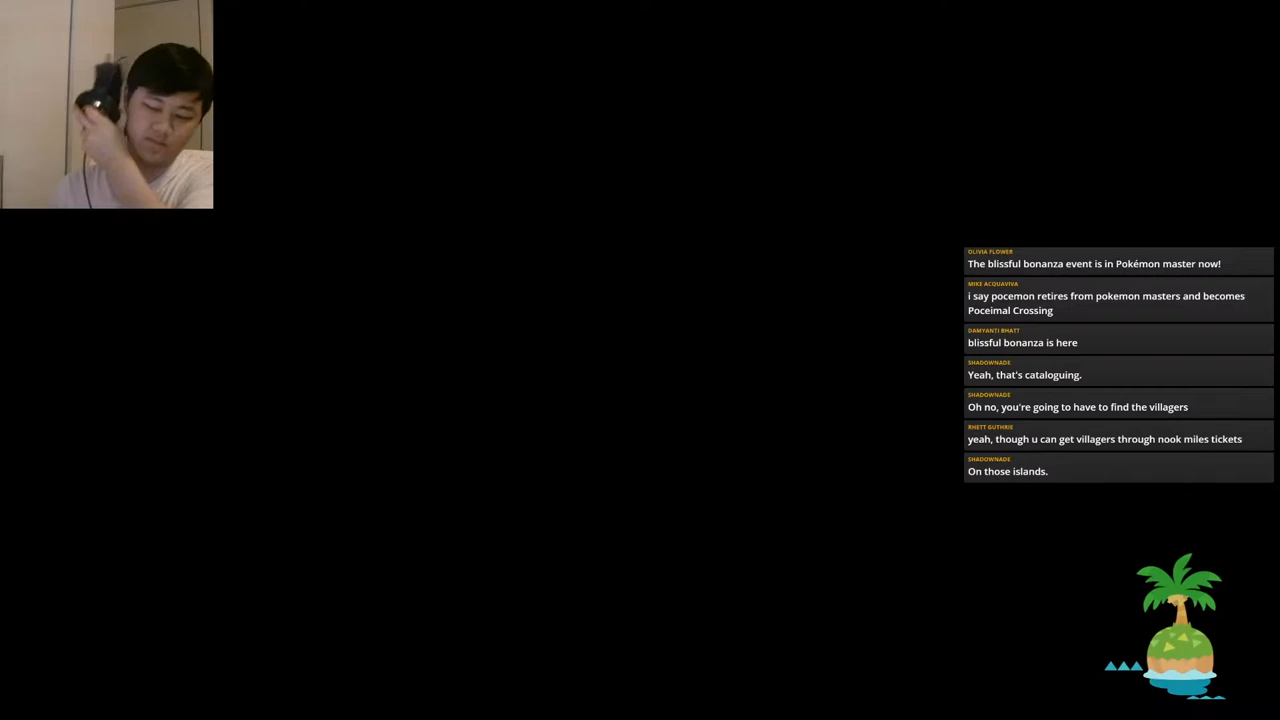 OLIVIA FLOWER
The blissful bonanza event is in Pokémon master now!
MIKE ACQUAVIVA
i say pocemon retires from pokemon masters and becomes
Poceimal Crossing
DAMYANTI BHATT
blissful bonanza is here
SHADOWNADE
Yeah, that's cataloguing.
SHADOWNADE
Oh no, you're going to have to find the villagers
RHETT GUTHRIE
yeah, though u can get villagers through nook miles tickets
SHADOWNADE
On those islands.